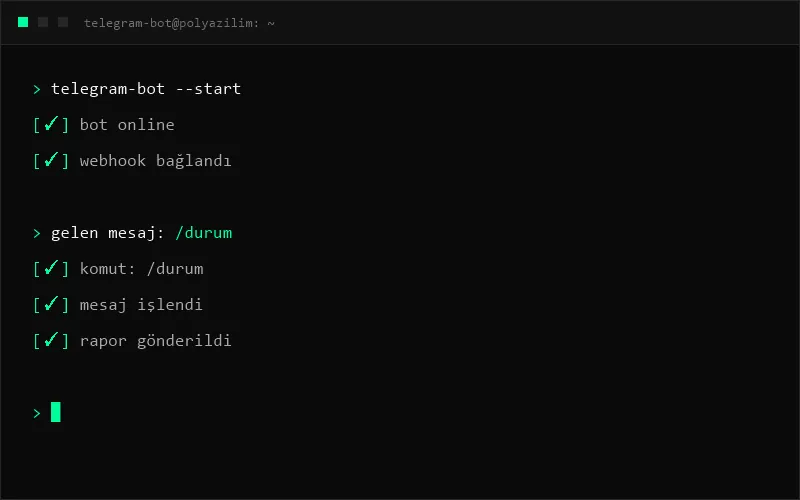 telegram-bot@polyazilim: ~
> telegram-bot --start
[✓] bot online
[✓] webhook bağlandı
> gelen mesaj: /durum
[✓] komut: /durum
[✓] mesaj işlendi
[✓] rapor gönderildi
>